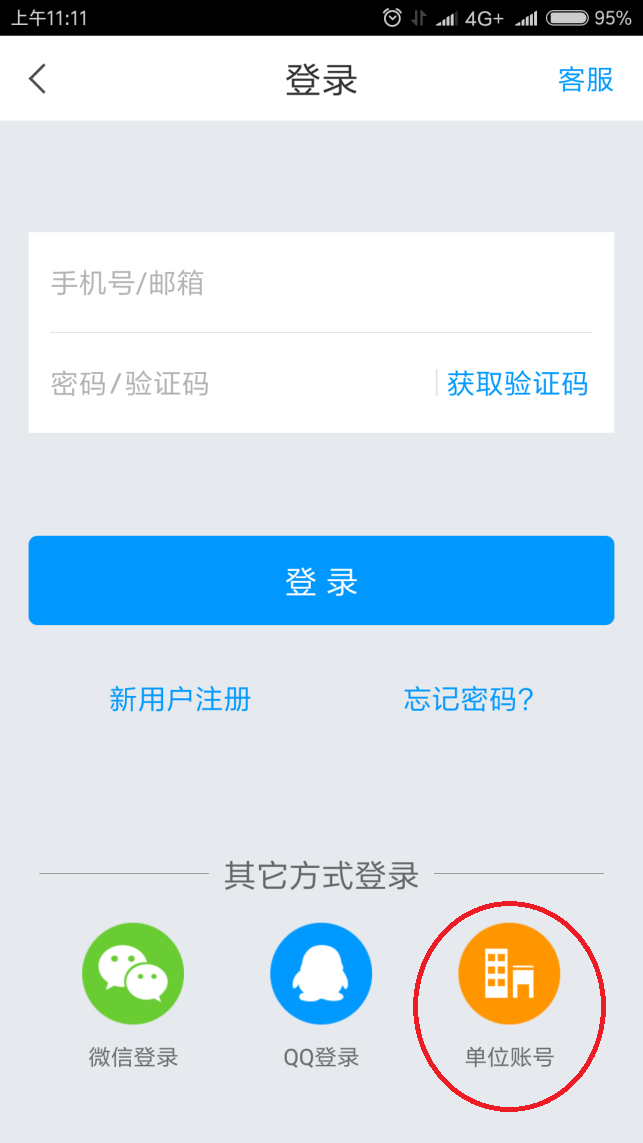 上午11:11 4G+ 95%
登录 客服
手机号/邮箱
密码/验证码 获取验证码
登 录
新用户注册 忘记密码?
其它方式登录
微信登录 QQ登录 单位账号